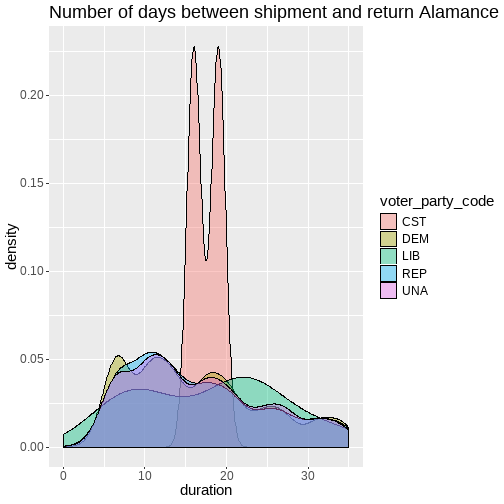 Number of days between shipment and return Alamance
density
0.20
0.15
0.10
0.05
0.00
0
10
20
30
duration
voter_party_code
CST
DEM
LIB
REP
UNA